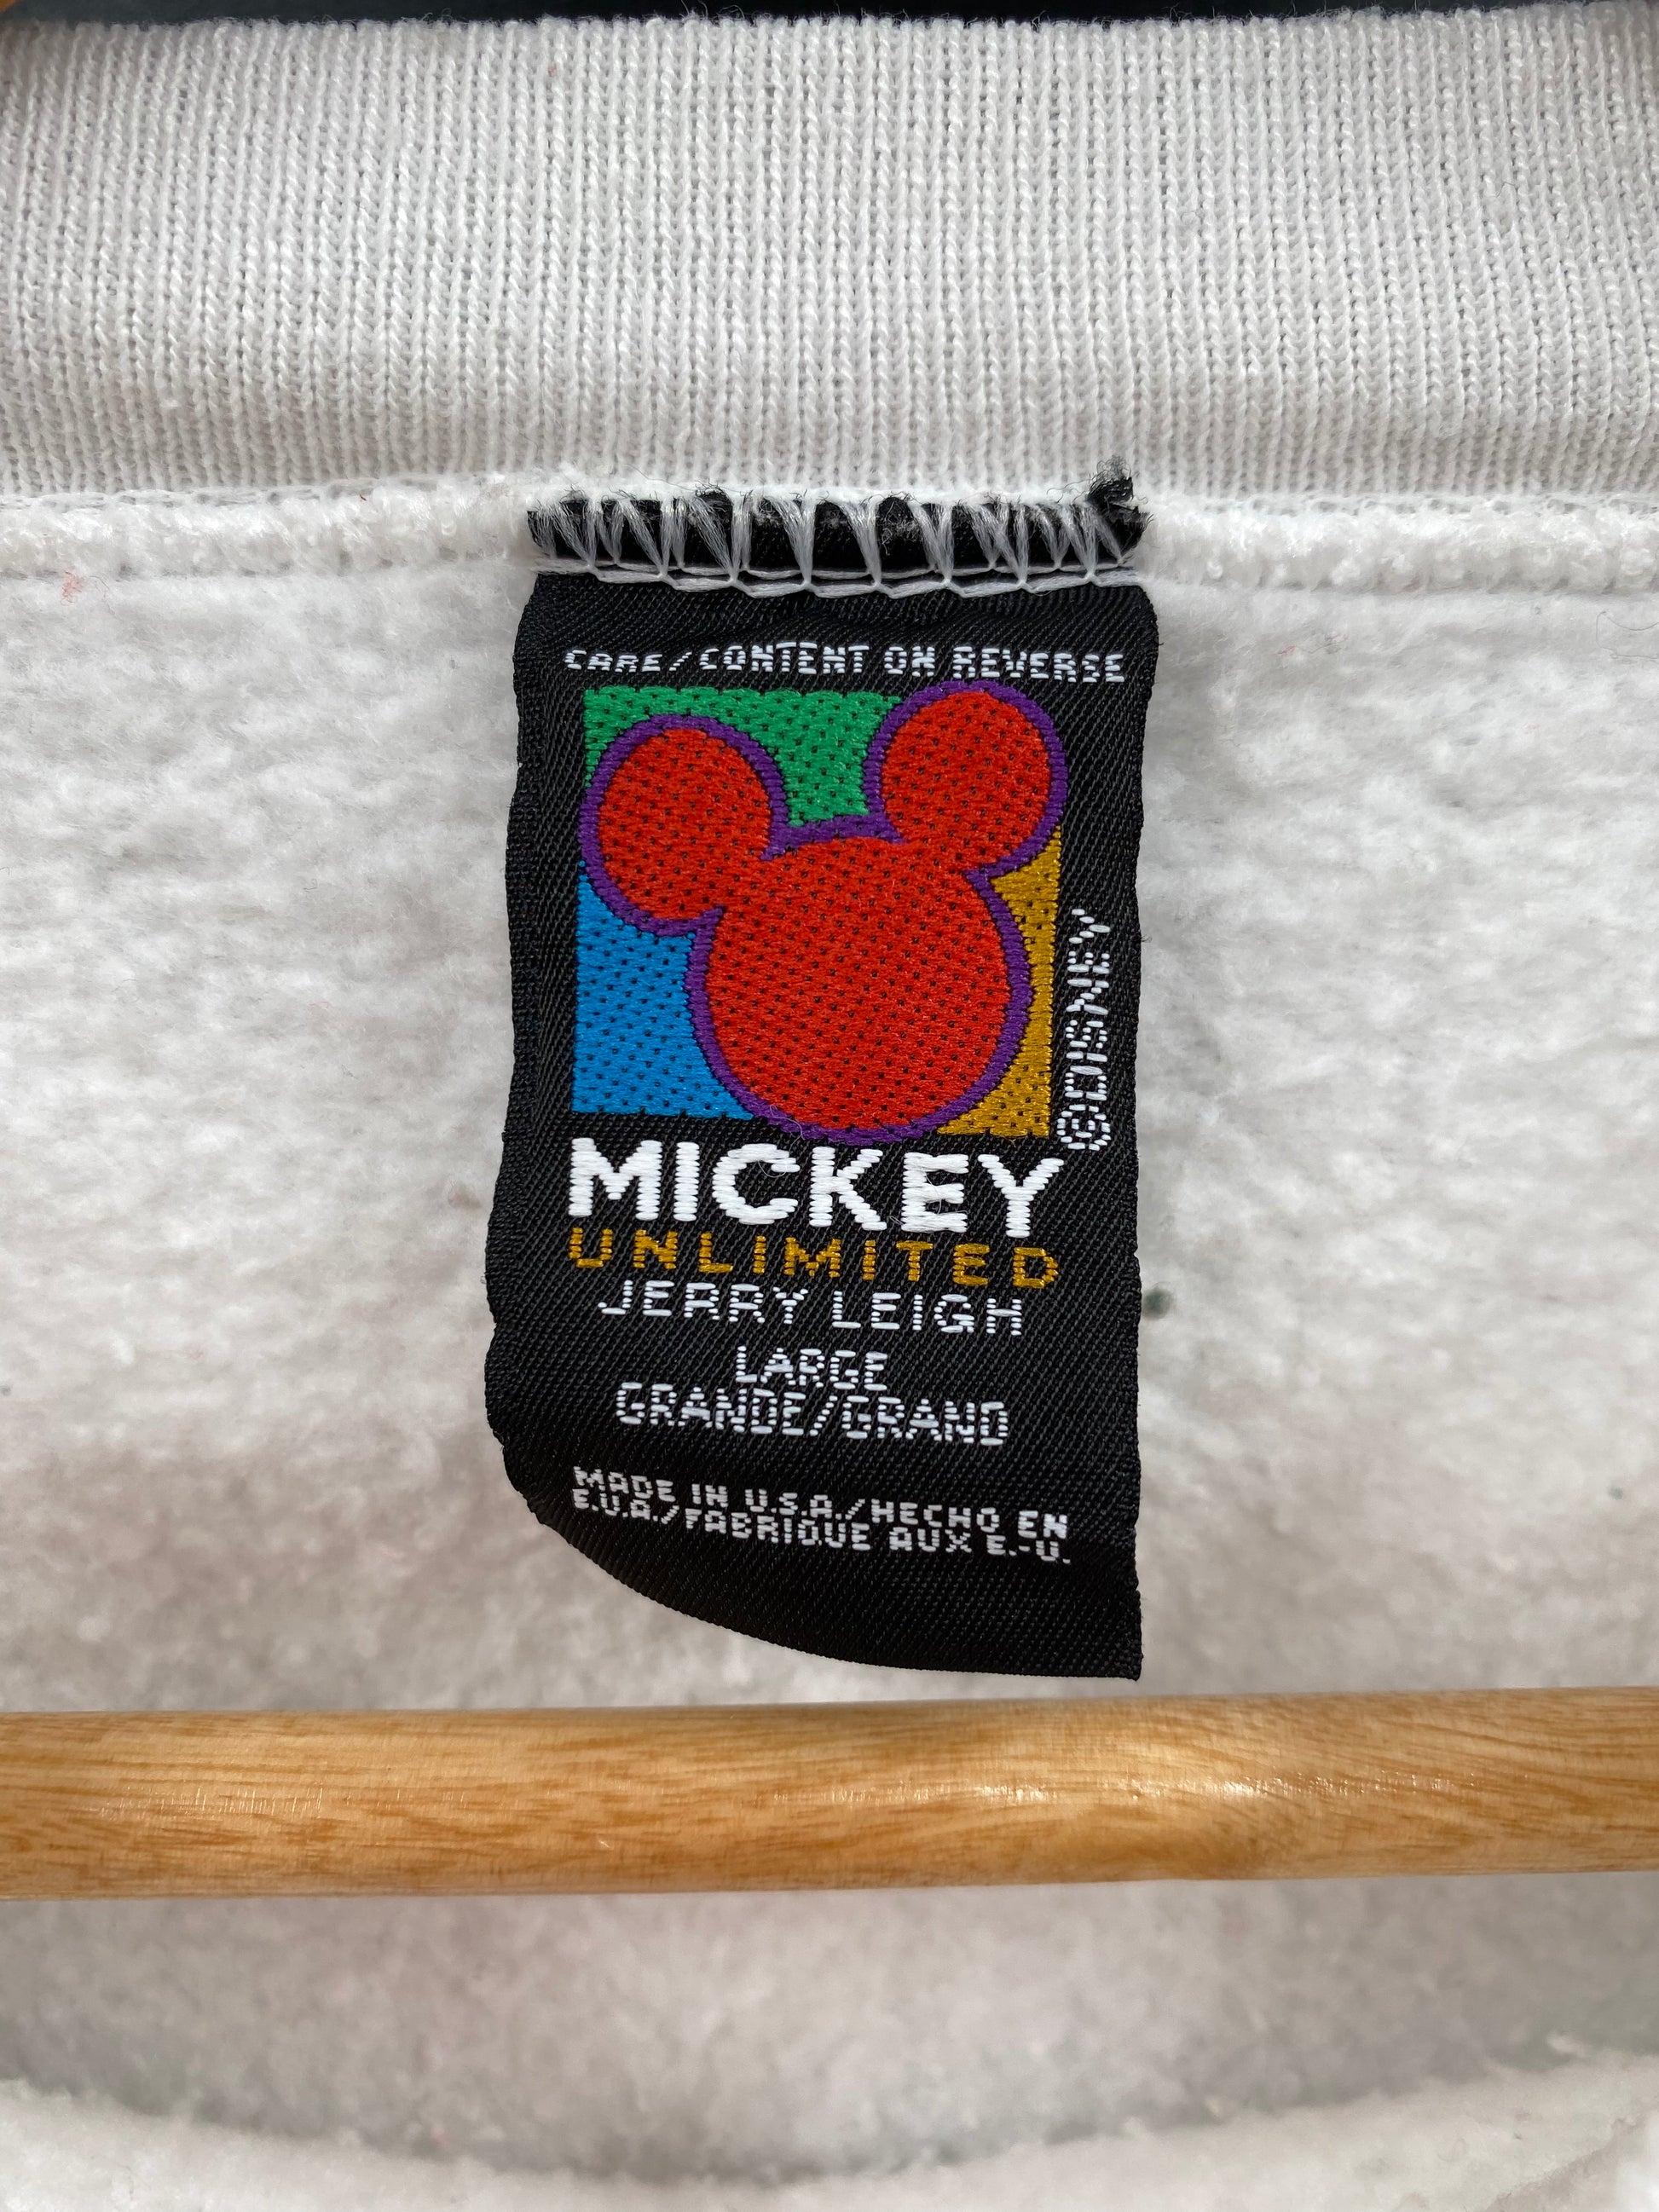 CARE/CONTENT ON REVERSE
©DISNEY
MICKEY
UNLIMITED
JERRY LEIGH
LARGE
GRANDE/GRAND
MADE IN U.S.A./HECHO EN
E.U.A./FABRIQUE AUX E.-U.